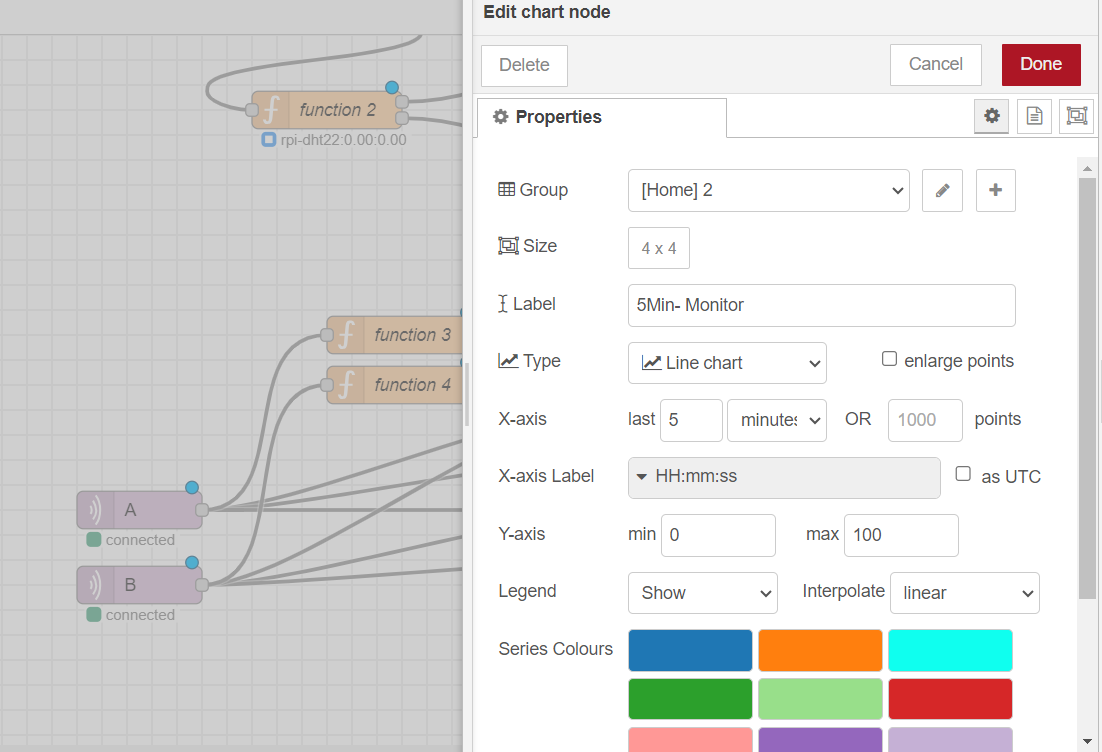 Edit chart node
Delete
Cancel
Done
Properties
function 2
rpi-dht22:0.00:0.00
function 3
function 4
A
connected
B
connected
Group
[Home] 2
Size
4 x 4
Label
5Min- Monitor
Type
Line chart
enlarge points
X-axis
last 5 minutes OR 1000 points
X-axis Label
HH:mm:ss
as UTC
Y-axis
min 0
max 100
Legend
Show
Interpolate linear
Series Colours